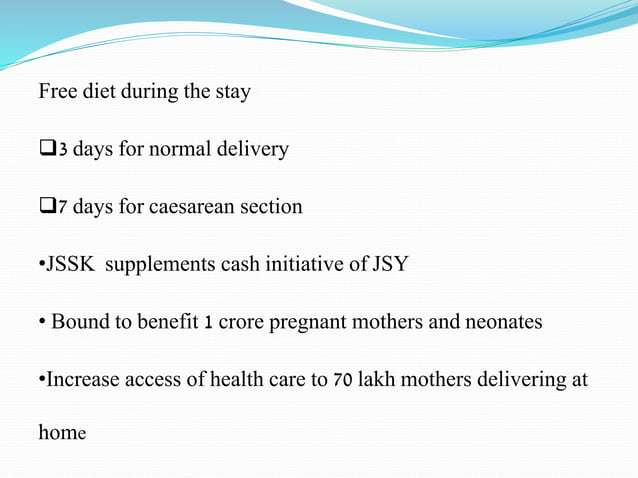 Free diet during the stay
❑3 days for normal delivery
❑7 days for caesarean section
•JSSK  supplements cash initiative of JSY
• Bound to benefit 1 crore pregnant mothers and neonates
•Increase access of health care to 70 lakh mothers delivering at
home